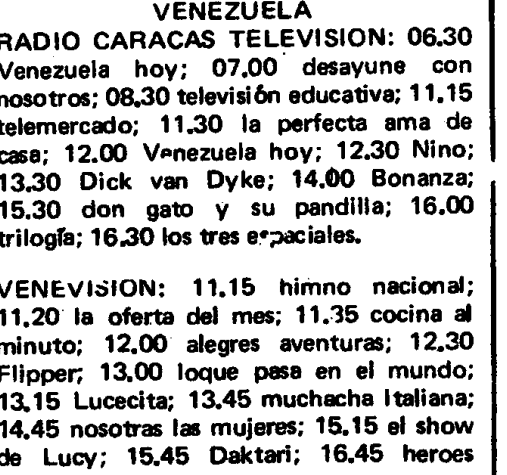 VENEZUELA
RADIO CARACAS TELEVISION: 06.30
Venezuela hoy; 07.00 desayune con
nosotros; 08.30 televisión educativa; 11.15
telemercado; 11.30 la perfecta ama de
casa; 12.00 Venezuela hoy; 12.30 Nino;
13.30 Dick van Dyke; 14.00 Bonanza;
15.30 don gato y su pandilla; 16.00
trilogía; 16.30 los tres espaciales.
VENEVISION: 11.15 himno nacional;
11.20 la oferta del mes; 11.35 cocina al
minuto; 12.00 alegres aventuras; 12.30
Flipper; 13.00 loque pasa en el mundo;
13.15 Lucecita; 13.45 muchacha Italiana;
14.45 nosotras las mujeres; 15.15 el show
de Lucy; 15.45 Daktari; 16.45 heroes